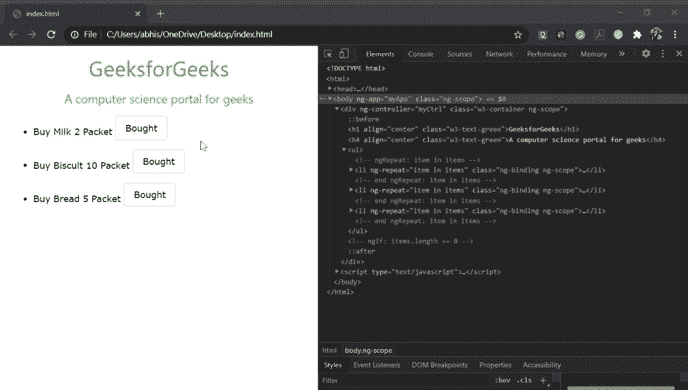 index.html
File
C:/Users/abhis/OneDrive/Desktop/index.html
GeeksforGeeks
A computer science portal for geeks
Buy Milk 2 Packet Bought
Buy Biscuit 10 Packet Bought
Buy Bread 5 Packet Bought
Elements Console Sources Network Performance Memory
<!DOCTYPE html>
<html>
<head>…</head>
<body ng-app="myApp" class="ng-scope"> == $0
<div ng-controller="myCtrl" class="w3-container ng-scope">
::before
<h1 align="center" class="w3-text-green">GeeksforGeeks</h1>
<h4 align="center" class="w3-text-green">A computer science portal for geeks</h4>
<ul>
<!-- ngRepeat: item in items -->
<li ng-repeat="item in items" class="ng-binding ng-scope">…</li>
<!-- end ngRepeat: item in items -->
<li ng-repeat="item in items" class="ng-binding ng-scope">…</li>
<!-- end ngRepeat: item in items -->
<li ng-repeat="item in items" class="ng-binding ng-scope">…</li>
<!-- end ngRepeat: item in items -->
</ul>
<!-- ngIf: items.length == 0 -->
::after
</div>
<script type="text/javascript">…</script>
</body>
</html>
html body.ng-scope
Styles Event Listeners DOM Breakpoints Properties Accessibility
Filter :hov .cls